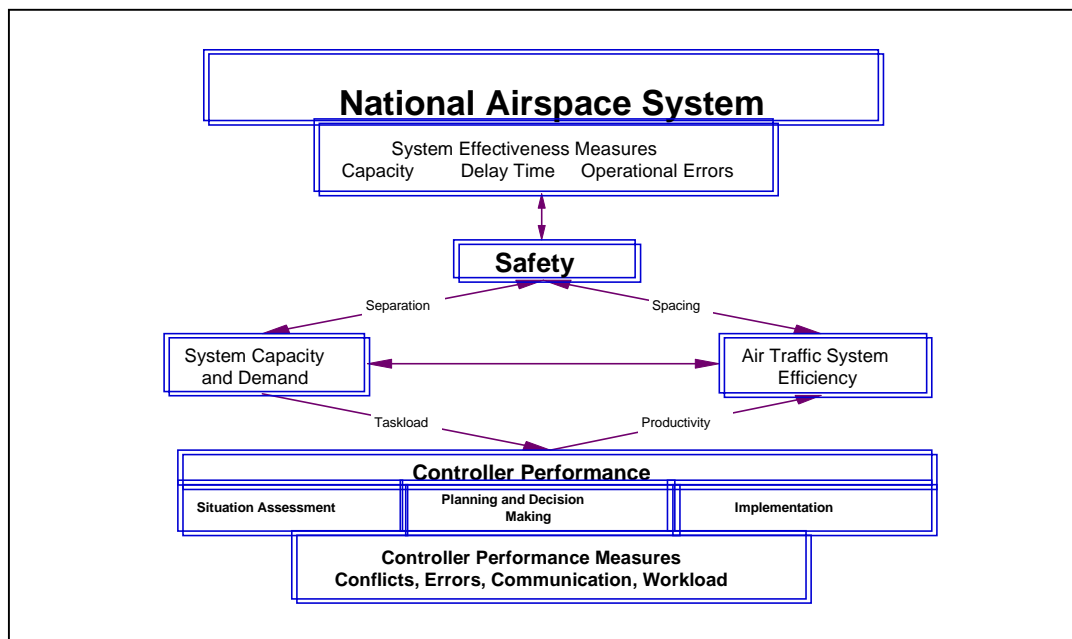 National Airspace System
System Effectiveness Measures
Capacity Delay Time Operational Errors
Safety
Separation Spacing
System Capacity
and Demand
Air Traffic System
Efficiency
Taskload Productivity
Controller Performance
Situation Assessment
Planning and Decision
Making
Implementation
Controller Performance Measures
Conflicts, Errors, Communication, Workload